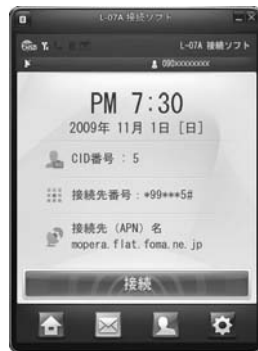 L-07A 接続ソフト
L-07A 接続ソフト
090xxxxxxxx
PM 7:30
2009年 11月 1日 [日]
CID番号 : 5
接続先番号 : *99***5#
接続先 (APN) 名
mopera.flat.foma.ne.jp
接続